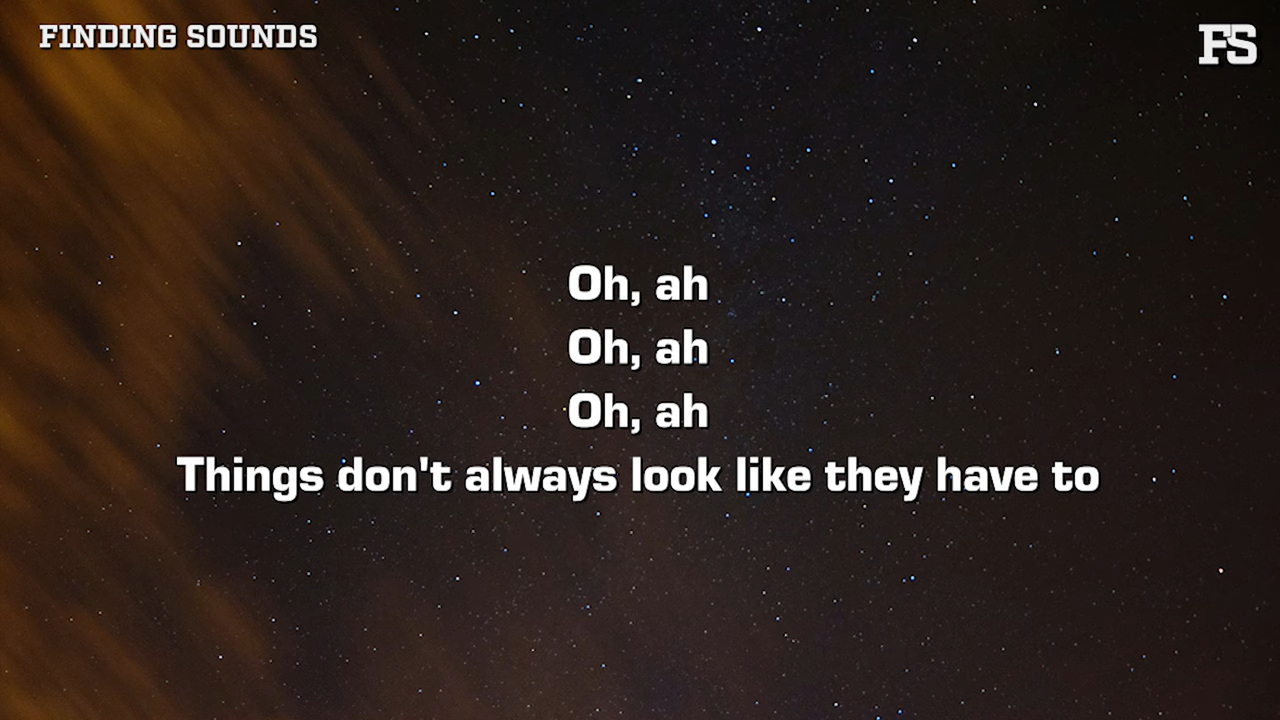 FINDING SOUNDS
FS
Oh, ah
Oh, ah
Oh, ah
Things don't always look like they have to